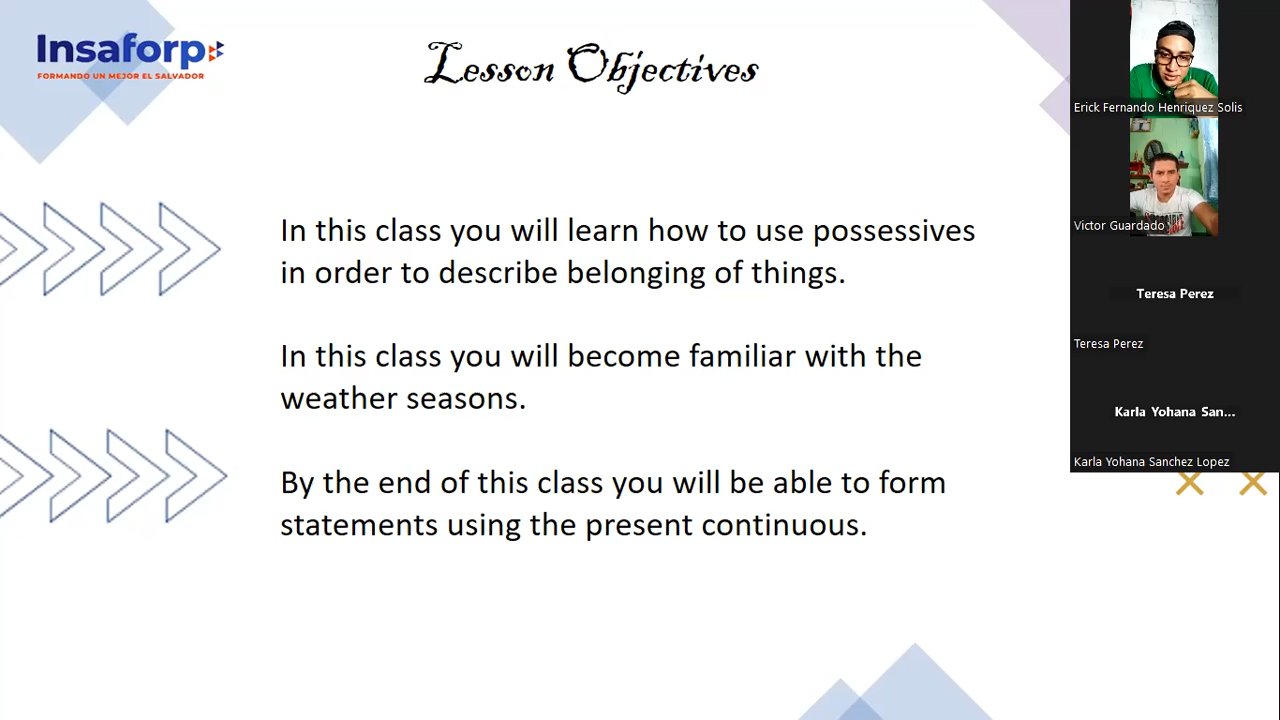 Insaforp
FORMANDO UN MEJOR EL SALVADOR
Lesson Objectives
In this class you will learn how to use possessives
in order to describe belonging of things.
In this class you will become familiar with the
weather seasons.
By the end of this class you will be able to form
statements using the present continuous.
Erick Fernando Henriquez Solis
Victor Guardado
Teresa Perez
Teresa Perez
Karla Yohana San...
Karla Yohana Sanchez Lopez